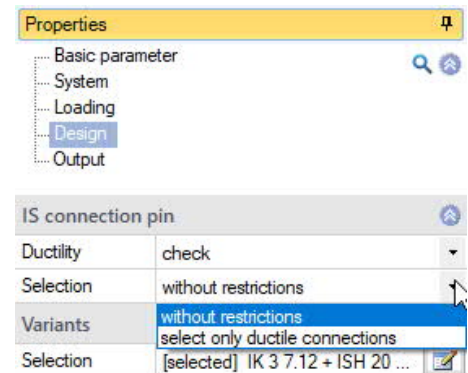 Properties
Basic parameter
System
Loading
Design
Output
IS connection pin
Ductility check
Selection without restrictions
Variants without restrictions
select only ductile connections
Selection [selected] IK 3 7.12 + ISH 20 ...